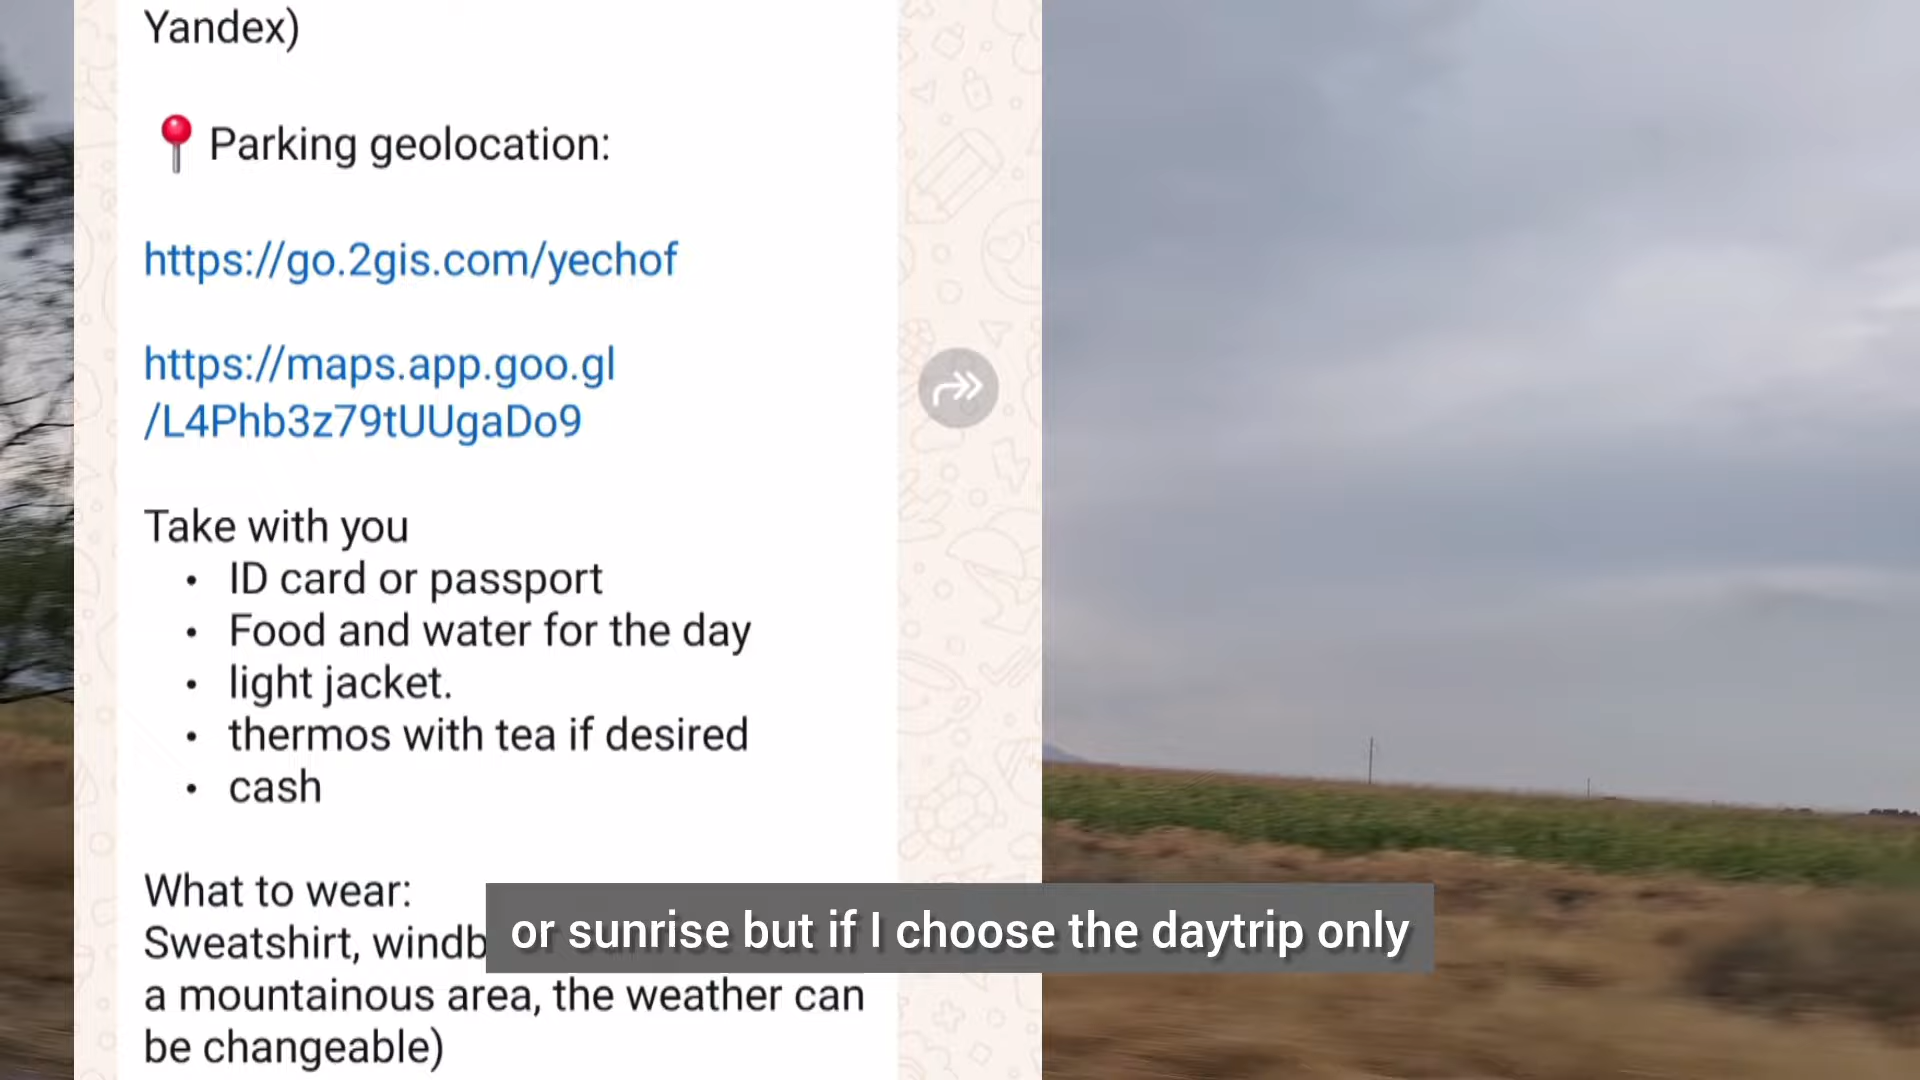 Yandex)
📍 Parking geolocation:
https://go.2gis.com/yechof
https://maps.app.goo.gl
/L4Phb3z79tUUgaDo9
Take with you
• ID card or passport
• Food and water for the day
• light jacket.
• thermos with tea if desired
• cash
What to wear:
Sweatshirt,
a mountainous area, the weather can
be changeable)
or sunrise but if I choose the daytrip only